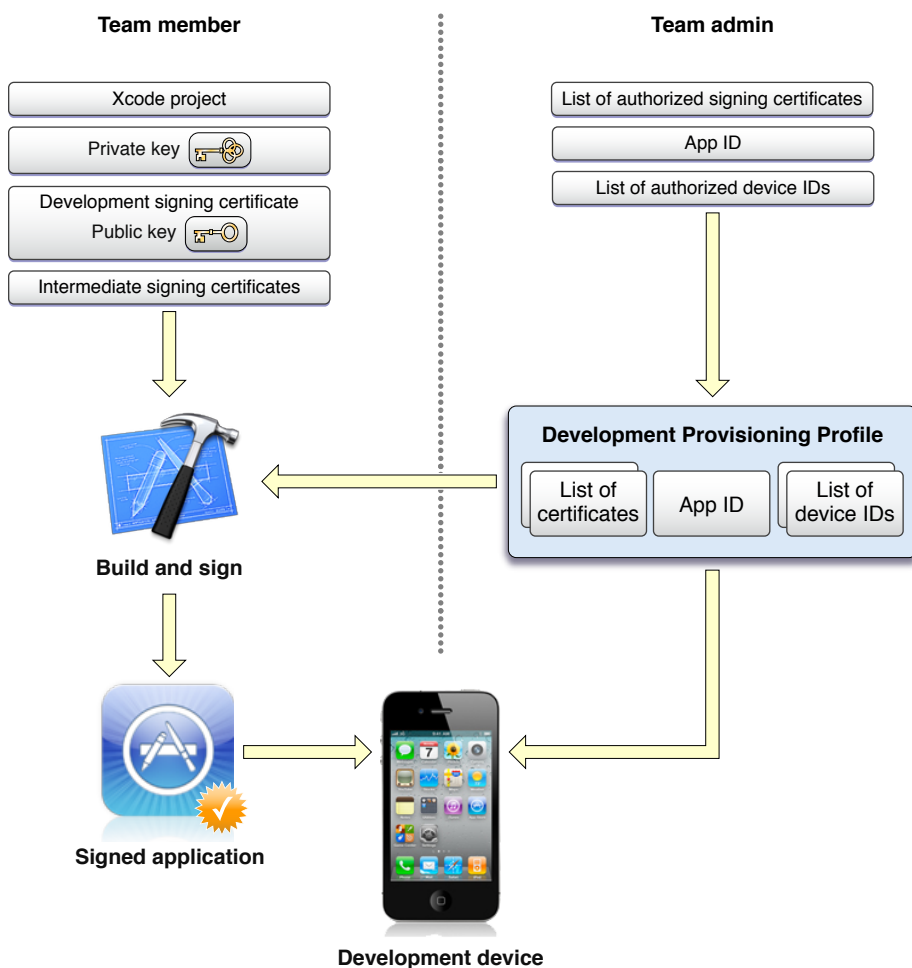 Team member
Team admin
Xcode project
Private key
Development signing certificate
Public key
Intermediate signing certificates
List of authorized signing certificates
App ID
List of authorized device IDs
Development Provisioning Profile
List of
certificates
App ID
List of
device IDs
Build and sign
Signed application
7
Development device